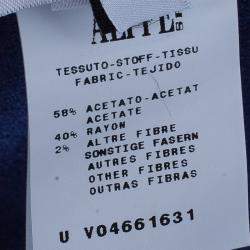 TESSUTO-STOFF-TISSU
FABRIC-TEJIDO
58% ACETATO-ACETAT
ACETATE
40% RAYON
2% ALTRE FIBRE
SONSTIGE FASERN
AUTRES FIBRES
OTHER FIBRES
OUTRAS FIBRAS
U V04661631